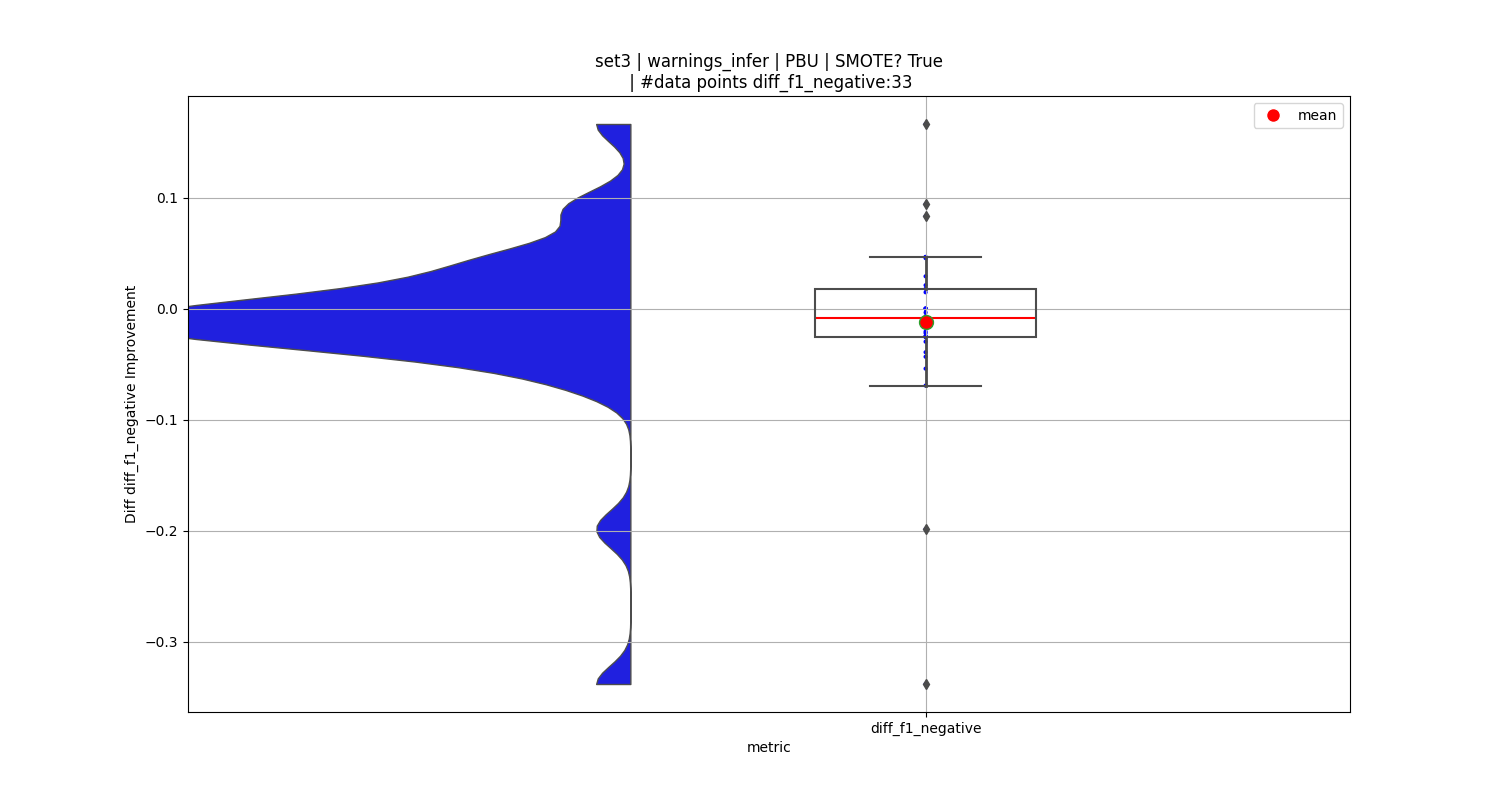 set3 | warnings_infer | PBU | SMOTE? True
| #data points diff_f1_negative:33
mean
0.1
0.0
−0.1
−0.2
−0.3
Diff diff_f1_negative Improvement
diff_f1_negative
metric